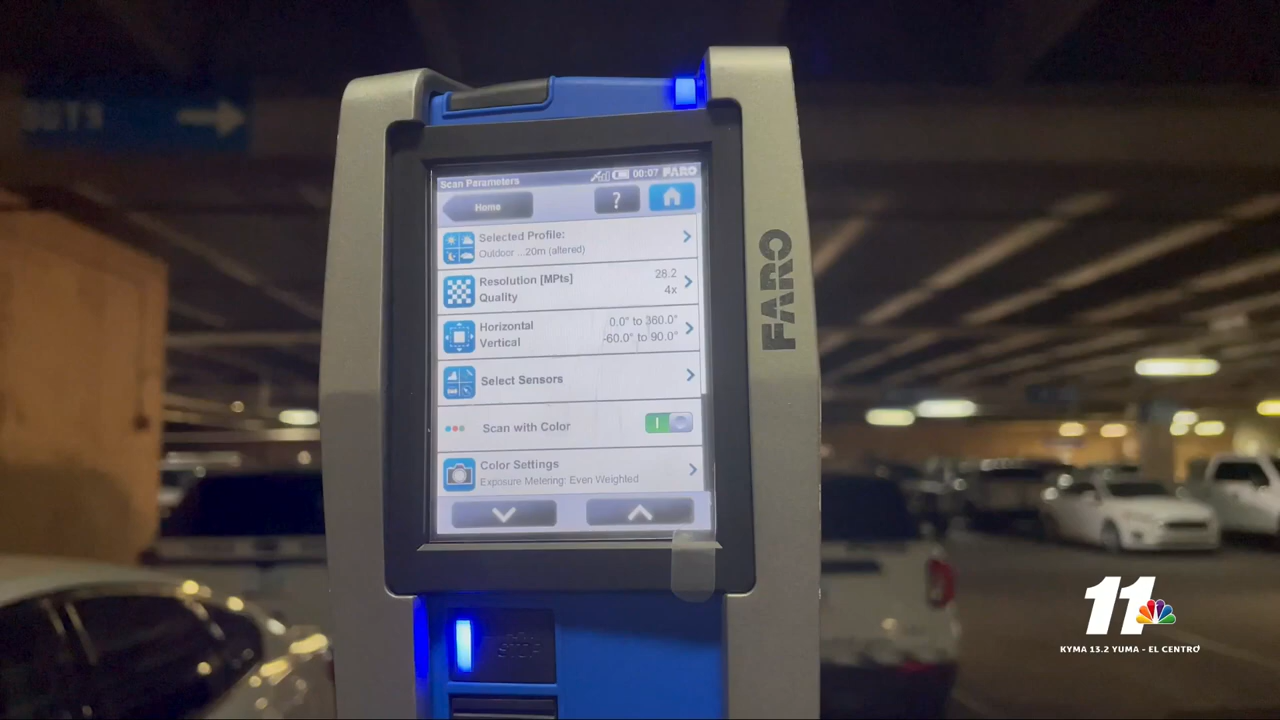 Scan Parameters
00:07 FARO
Home
?
Selected Profile:
Outdoor ...20m (altered)
Resolution [MPts] 28.2
Quality 4x
Horizontal 0.0° to 360.0°
Vertical -60.0° to 90.0°
Select Sensors
Scan with Color
Color Settings
Exposure Metering: Even Weighted
FARO
STOP
11
KYMA 13.2 YUMA - EL CENTRO